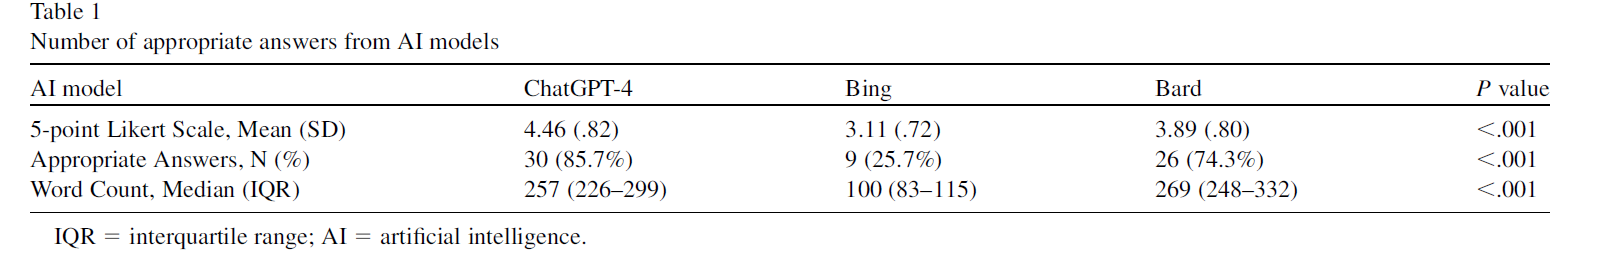 Table 1
Number of appropriate answers from AI models
AI model ChatGPT-4 Bing Bard P value
5-point Likert Scale, Mean (SD) 4.46 (.82) 3.11 (.72) 3.89 (.80) <.001
Appropriate Answers, N (%) 30 (85.7%) 9 (25.7%) 26 (74.3%) <.001
Word Count, Median (IQR) 257 (226–299) 100 (83–115) 269 (248–332) <.001
IQR = interquartile range; AI = artificial intelligence.